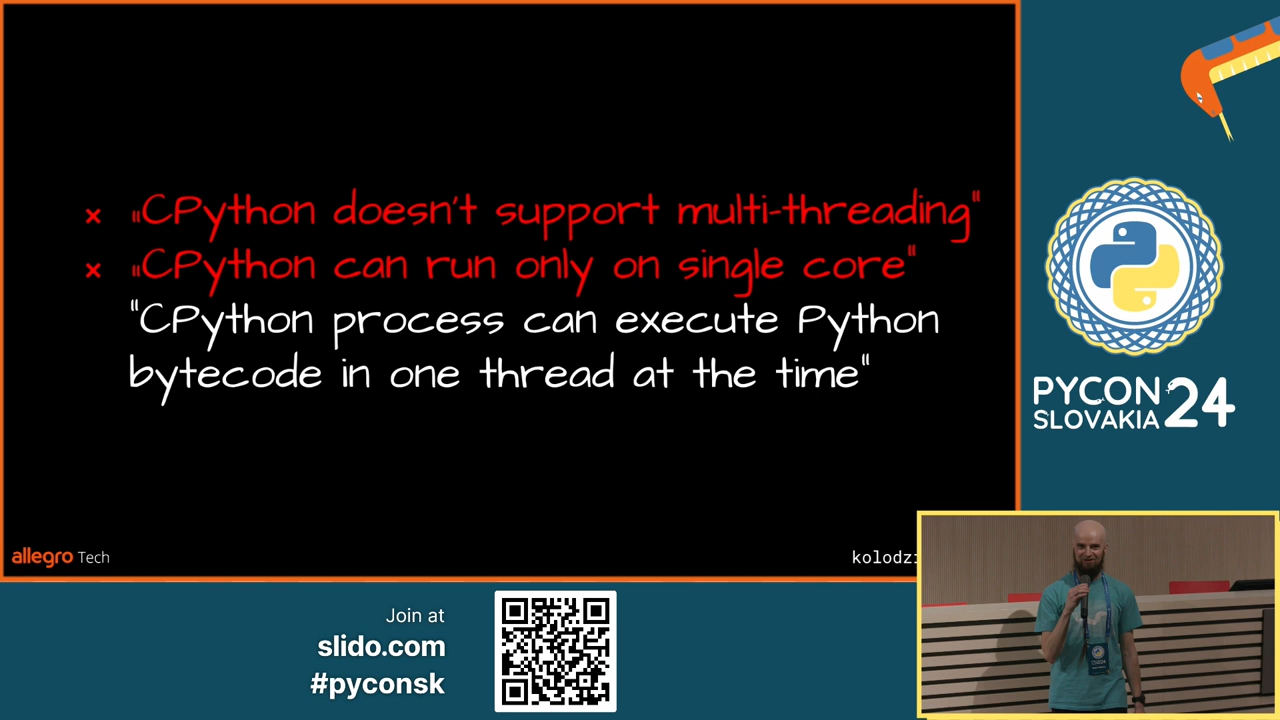 × „CPython doesn't support multi-threading"
× „CPython can run only on single core"
"CPython process can execute Python
bytecode in one thread at the time"
allegro Tech
kolodzi
PYCON
SLOVAKIA
24
Join at
slido.com
#pyconsk